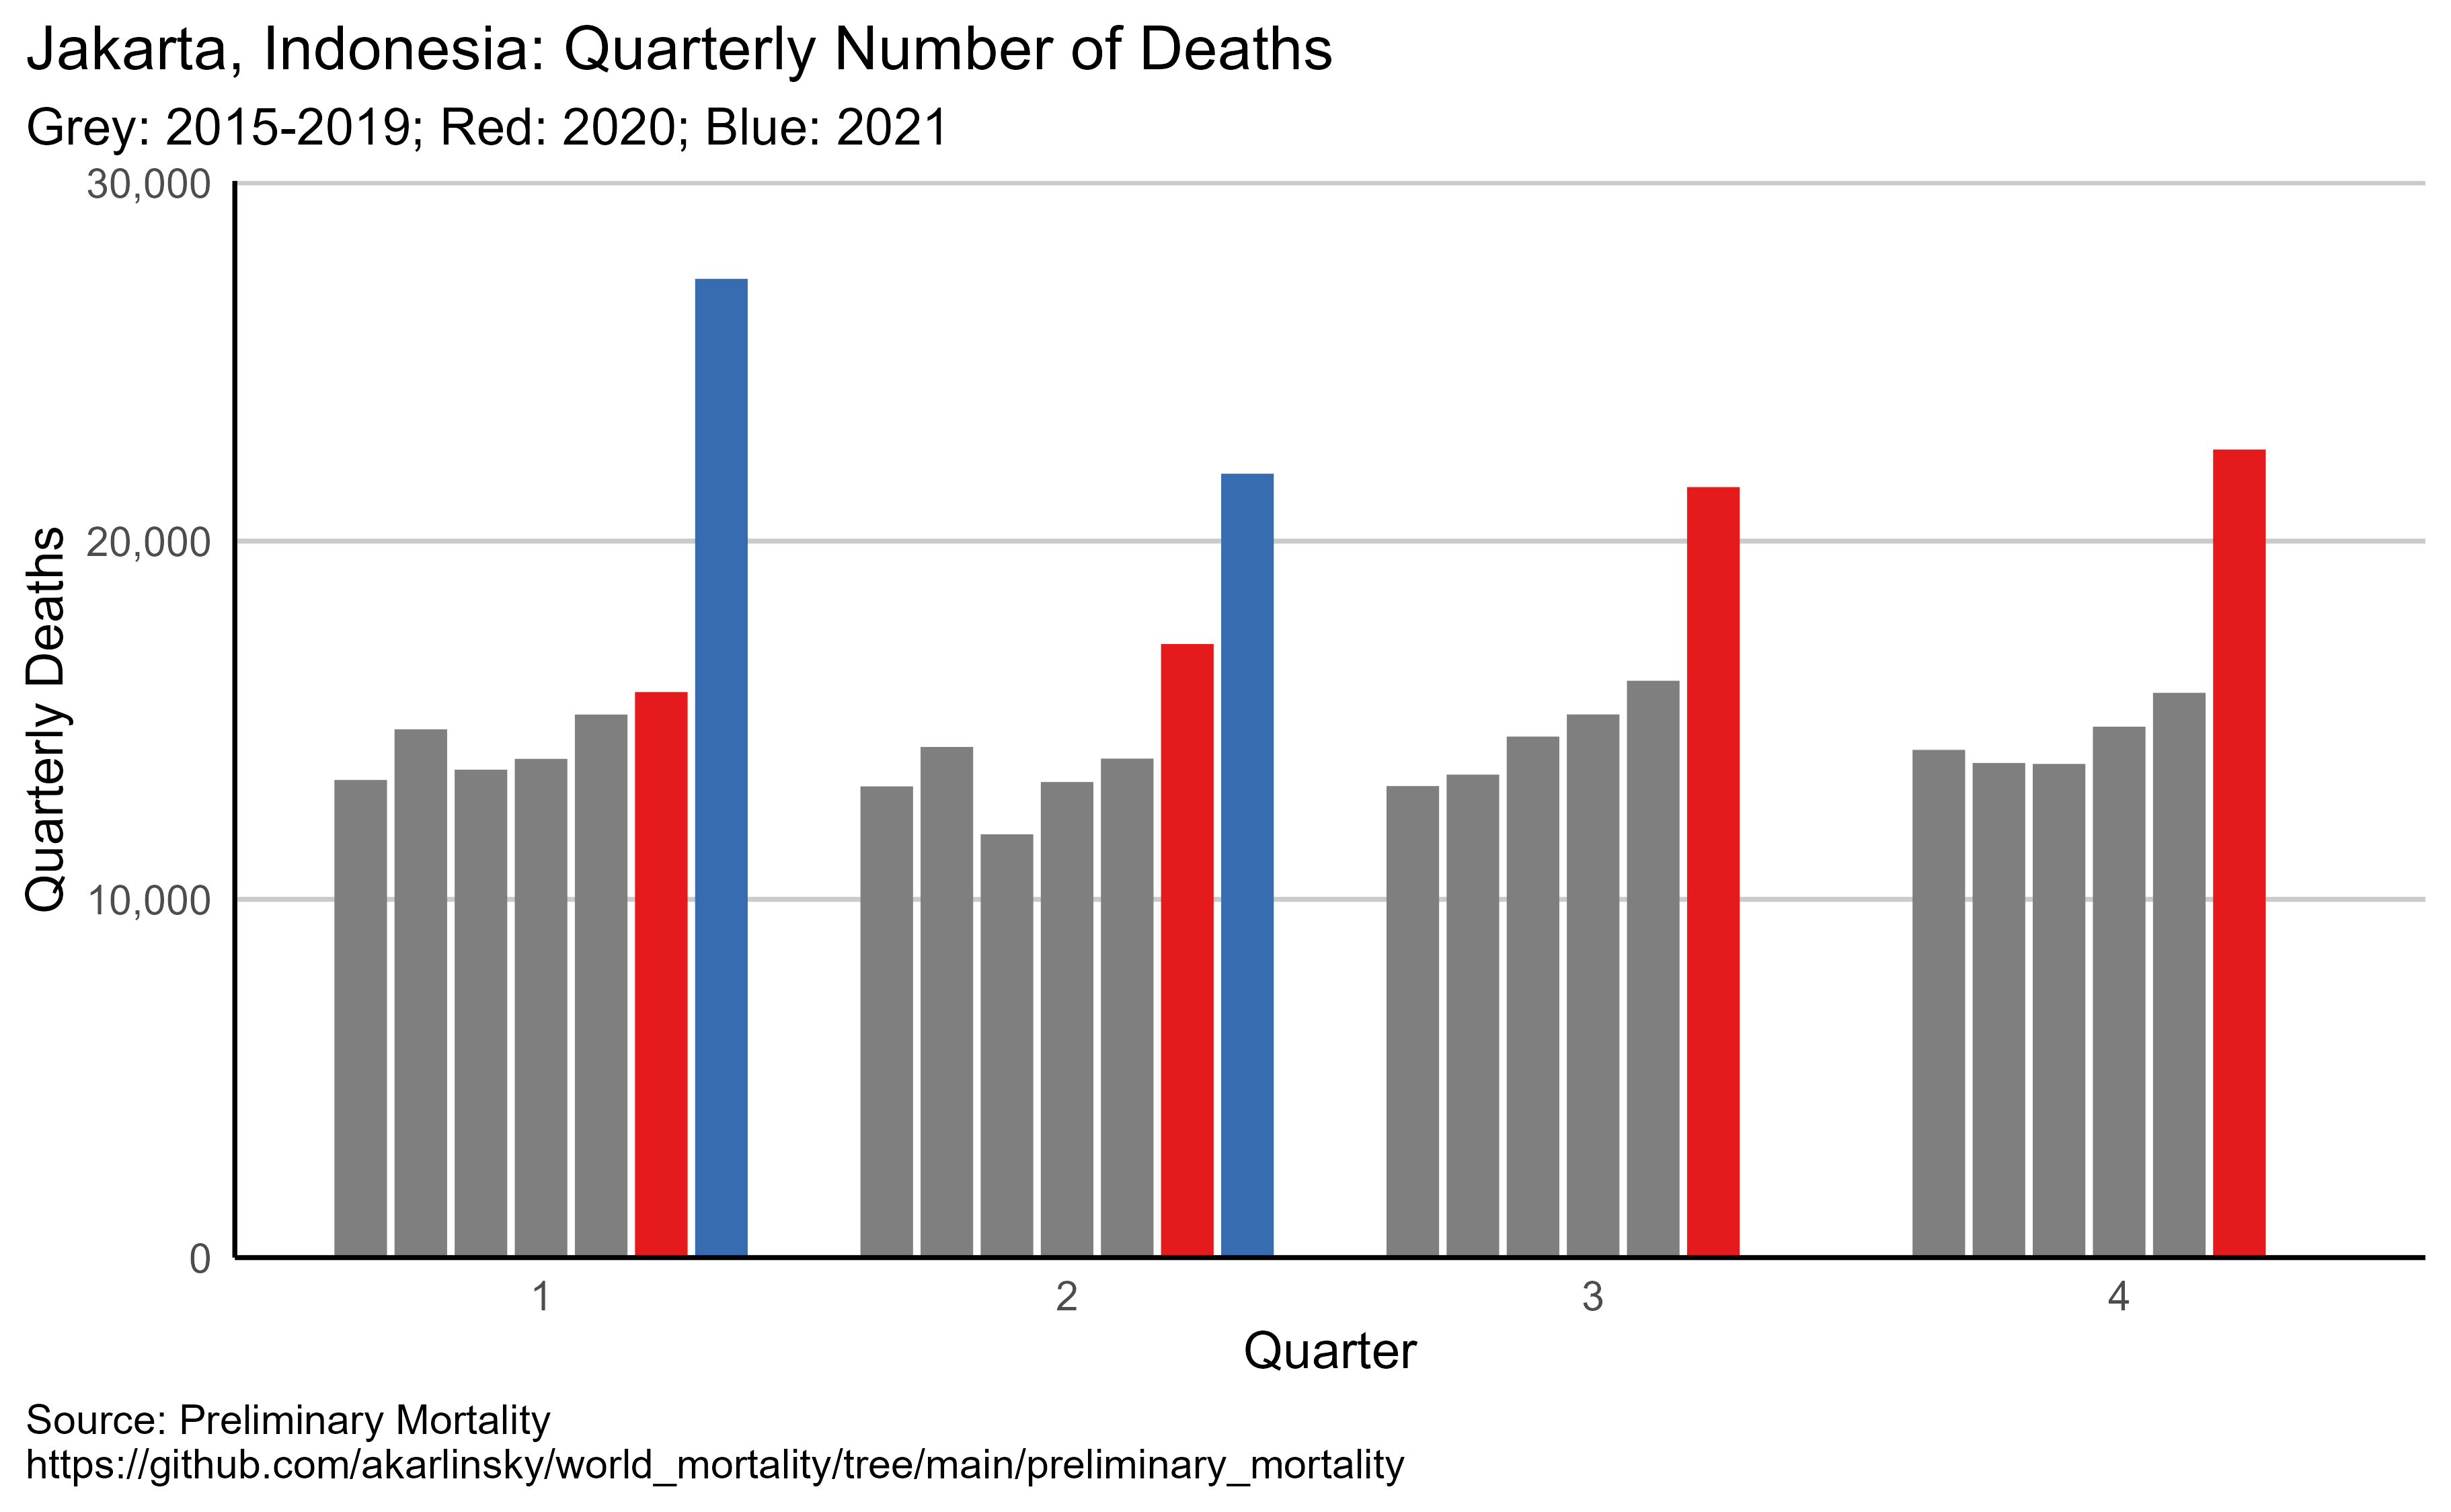 Jakarta, Indonesia: Quarterly Number of Deaths
Grey: 2015-2019; Red: 2020; Blue: 2021
30,000
20,000
10,000
0
Quarterly Deaths
1 2 3 4
Quarter
Source: Preliminary Mortality
https://github.com/akarlinsky/world_mortality/tree/main/preliminary_mortality